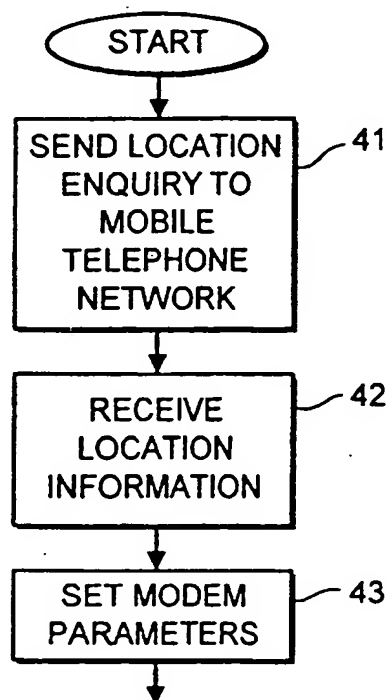 START
SEND LOCATION
ENQUIRY TO
MOBILE
TELEPHONE
NETWORK
41
RECEIVE
LOCATION
INFORMATION
42
SET MODEM
PARAMETERS
43